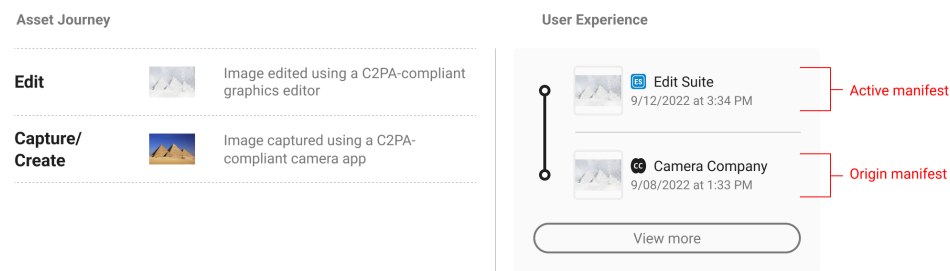 Asset Journey
User Experience
Edit
Image edited using a C2PA-compliant
graphics editor
Capture/
Create
Image captured using a C2PA-
compliant camera app
ES
Edit Suite
9/12/2022 at 3:34 PM
Active manifest
CC
Camera Company
9/08/2022 at 1:33 PM
Origin manifest
View more